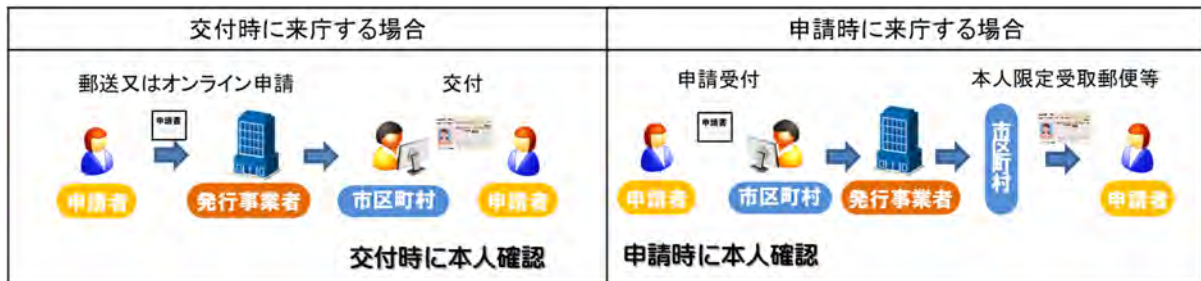 交付時に来庁する場合
郵送又はオンライン申請
交付
申請書
申請者
発行事業者
市区町村
申請者
交付時に本人確認
申請時に来庁する場合
申請受付
本人限定受取郵便等
申請書
市区町村
申請者
市区町村
発行事業者
申請者
申請時に本人確認